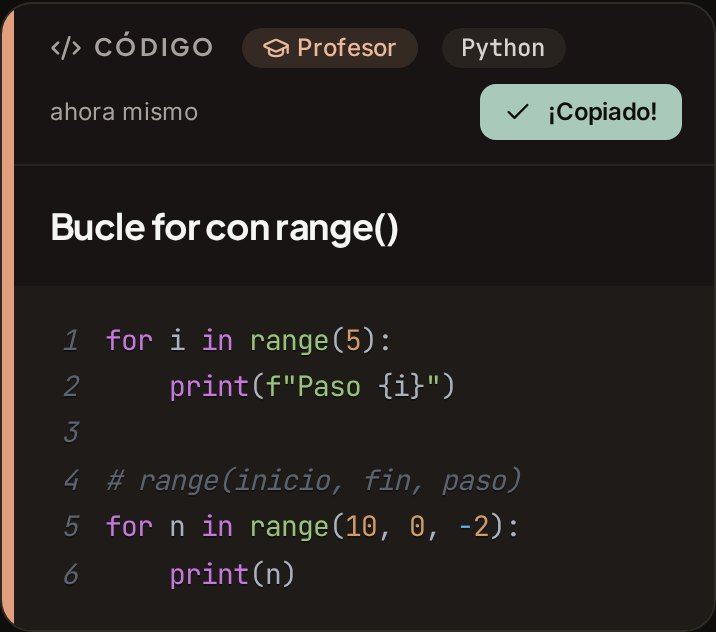 </> CÓDIGO Profesor Python
ahora mismo ¡Copiado!
Bucle for con range()
1 for i in range(5):
2     print(f"Paso {i}")
3
4 # range(inicio, fin, paso)
5 for n in range(10, 0, -2):
6     print(n)